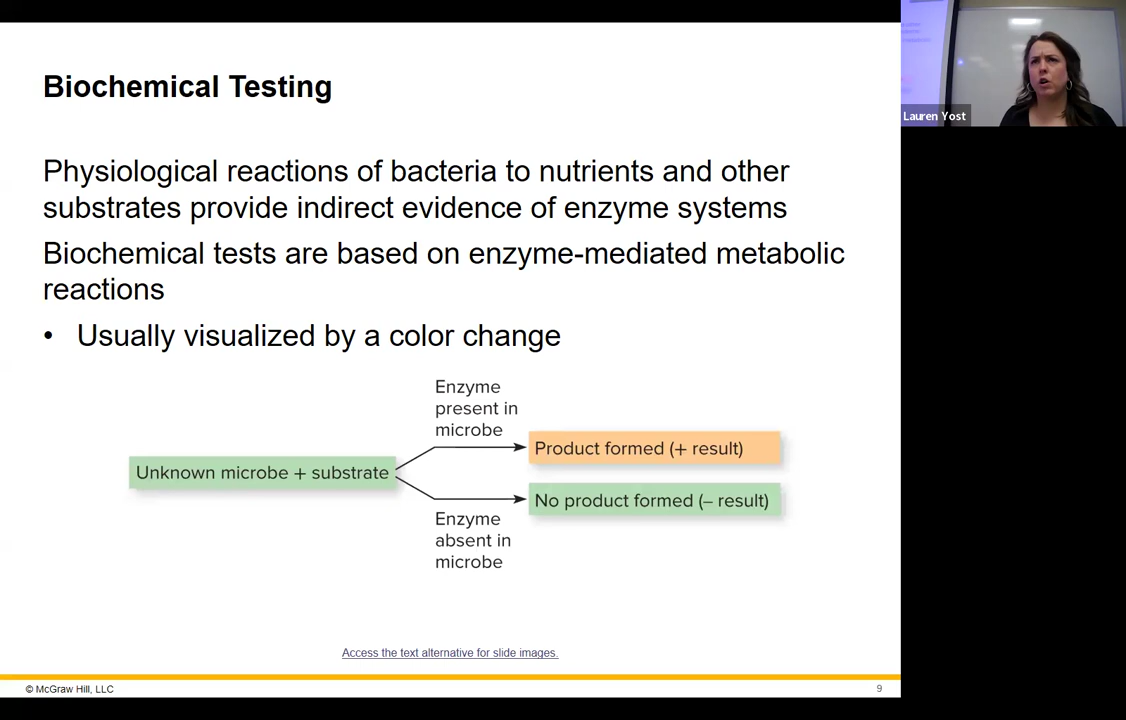 Biochemical Testing
Physiological reactions of bacteria to nutrients and other
substrates provide indirect evidence of enzyme systems
Biochemical tests are based on enzyme-mediated metabolic
reactions
• Usually visualized by a color change
Enzyme
present in
microbe
Unknown microbe + substrate
Product formed (+ result)
No product formed (– result)
Enzyme
absent in
microbe
Access the text alternative for slide images.
© McGraw Hill, LLC
9
Lauren Yost